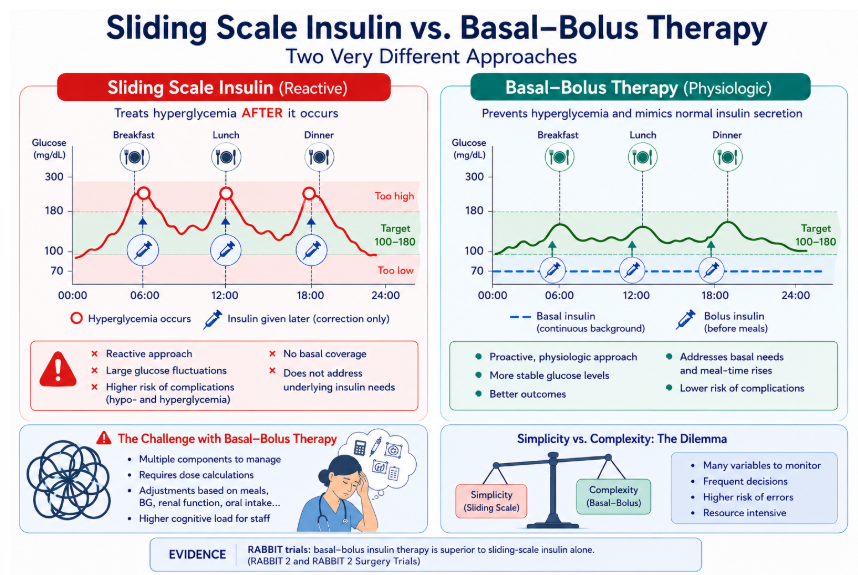 Sliding Scale Insulin vs. Basal–Bolus Therapy
Two Very Different Approaches
Sliding Scale Insulin (Reactive)
Treats hyperglycemia AFTER it occurs
Glucose
(mg/dL)
Breakfast
Lunch
Dinner
300
180
100
70
Too high
Target
100–180
Too low
00:00
06:00
12:00
18:00
24:00
Hyperglycemia occurs
Insulin given later (correction only)
× Reactive approach
× Large glucose fluctuations
× Higher risk of complications
(hypo- and hyperglycemia)
× No basal coverage
× Does not address
underlying insulin needs
Basal–Bolus Therapy (Physiologic)
Prevents hyperglycemia and mimics normal insulin secretion
Glucose
(mg/dL)
Breakfast
Lunch
Dinner
300
180
100
70
Target
100–180
00:00
06:00
12:00
18:00
24:00
Basal insulin
(continuous background)
Bolus insulin
(before meals)
• Proactive, physiologic approach
• More stable glucose levels
• Better outcomes
• Addresses basal needs
and meal-time rises
• Lower risk of complications
The Challenge with Basal–Bolus Therapy
• Multiple components to manage
• Requires dose calculations
• Adjustments based on meals,
BG, renal function, oral intake...
• Higher cognitive load for staff
Simplicity vs. Complexity: The Dilemma
Simplicity
(Sliding Scale)
Complexity
(Basal–Bolus)
• Many variables to monitor
• Frequent decisions
• Higher risk of errors
• Resource intensive
EVIDENCE
RABBIT trials: basal–bolus insulin therapy is superior to sliding-scale insulin alone.
(RABBIT 2 and RABBIT 2 Surgery Trials)